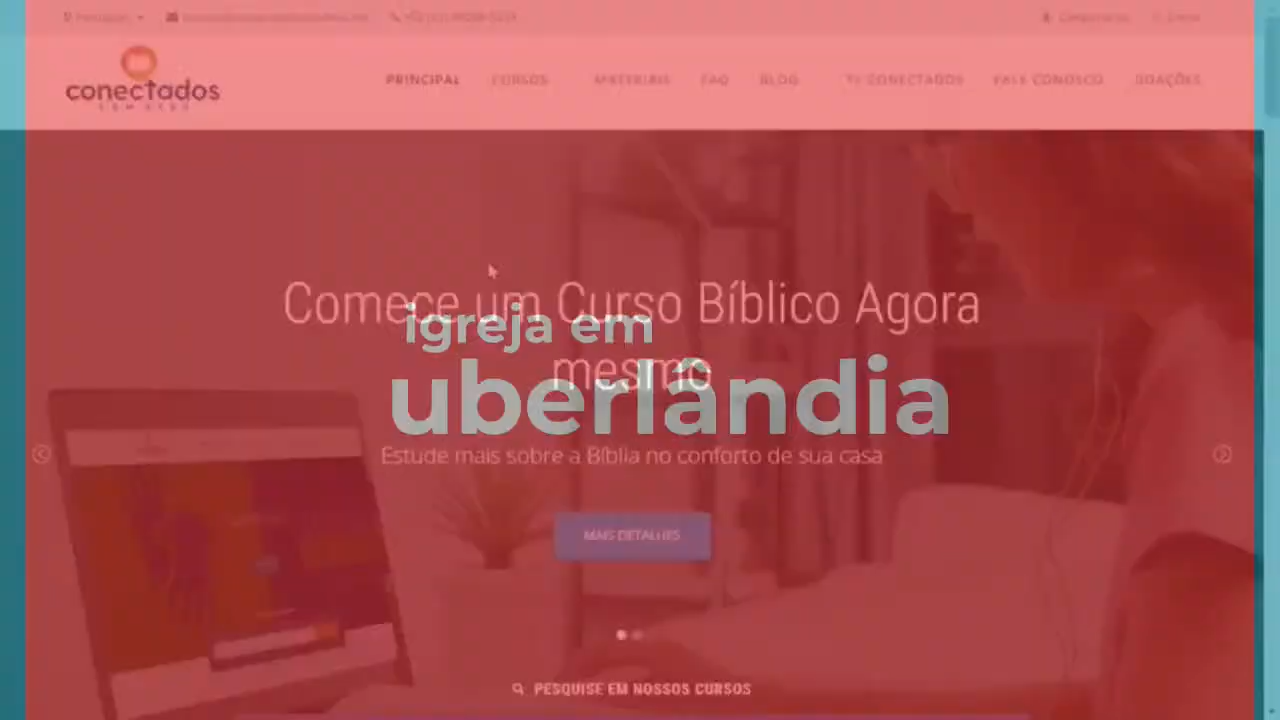 Português
conectados
PRINCIPAL CURSOS MATERIAIS FAQ BLOG TV CONECTADOS FALE CONOSCO DOAÇÕES
Comece um Curso Bíblico Agora
mesmo
igreja em
uberlândia
Estude mais sobre a Bíblia no conforto de sua casa
MAIS DETALHES
PESQUISE EM NOSSOS CURSOS